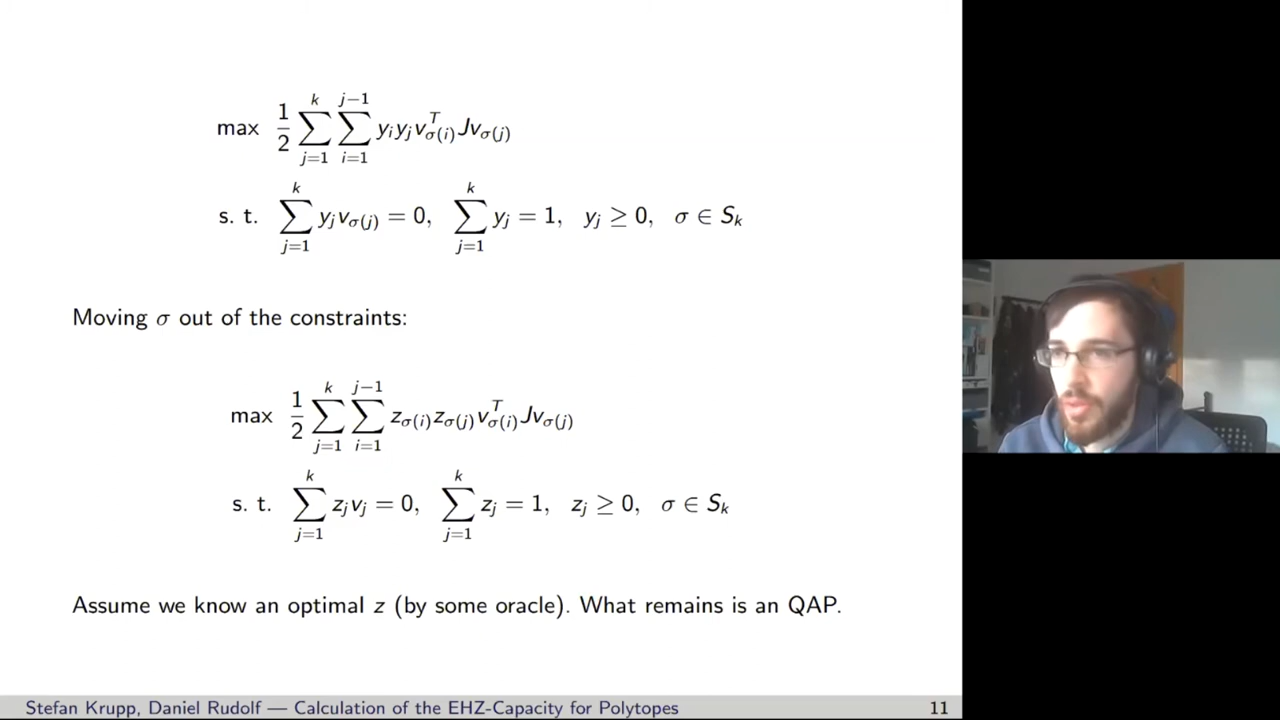 max 1/2 ∑_{j=1}^{k} ∑_{i=1}^{j−1} y_i y_j v_{σ(i)}^T J v_{σ(j)}
s. t. ∑_{j=1}^{k} y_j v_{σ(j)} = 0, ∑_{j=1}^{k} y_j = 1, y_j ≥ 0, σ ∈ S_k
Moving σ out of the constraints:
max 1/2 ∑_{j=1}^{k} ∑_{i=1}^{j−1} z_{σ(i)} z_{σ(j)} v_{σ(i)}^T J v_{σ(j)}
s. t. ∑_{j=1}^{k} z_j v_j = 0, ∑_{j=1}^{k} z_j = 1, z_j ≥ 0, σ ∈ S_k
Assume we know an optimal z (by some oracle). What remains is an QAP.
Stefan Krupp, Daniel Rudolf — Calculation of the EHZ-Capacity for Polytopes 11